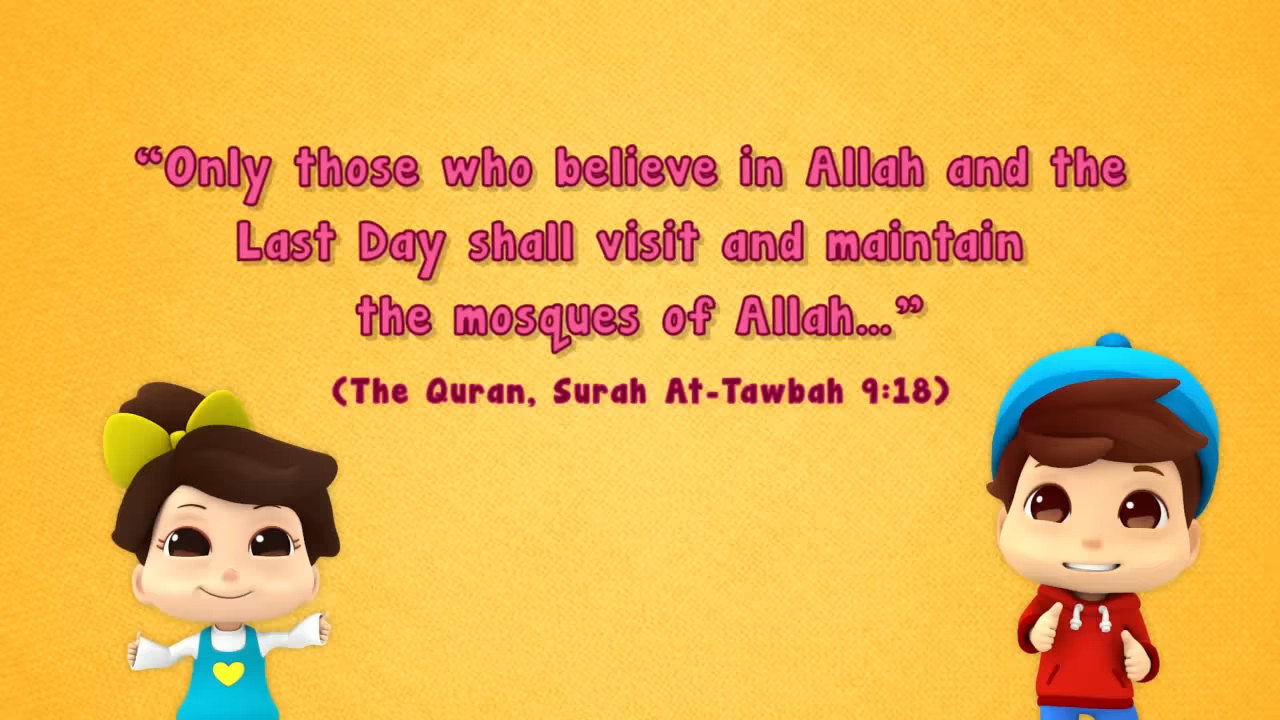 “Only those who believe in Allah and the
Last Day shall visit and maintain
the mosques of Allah...”
(The Quran, Surah At-Tawbah 9:18)